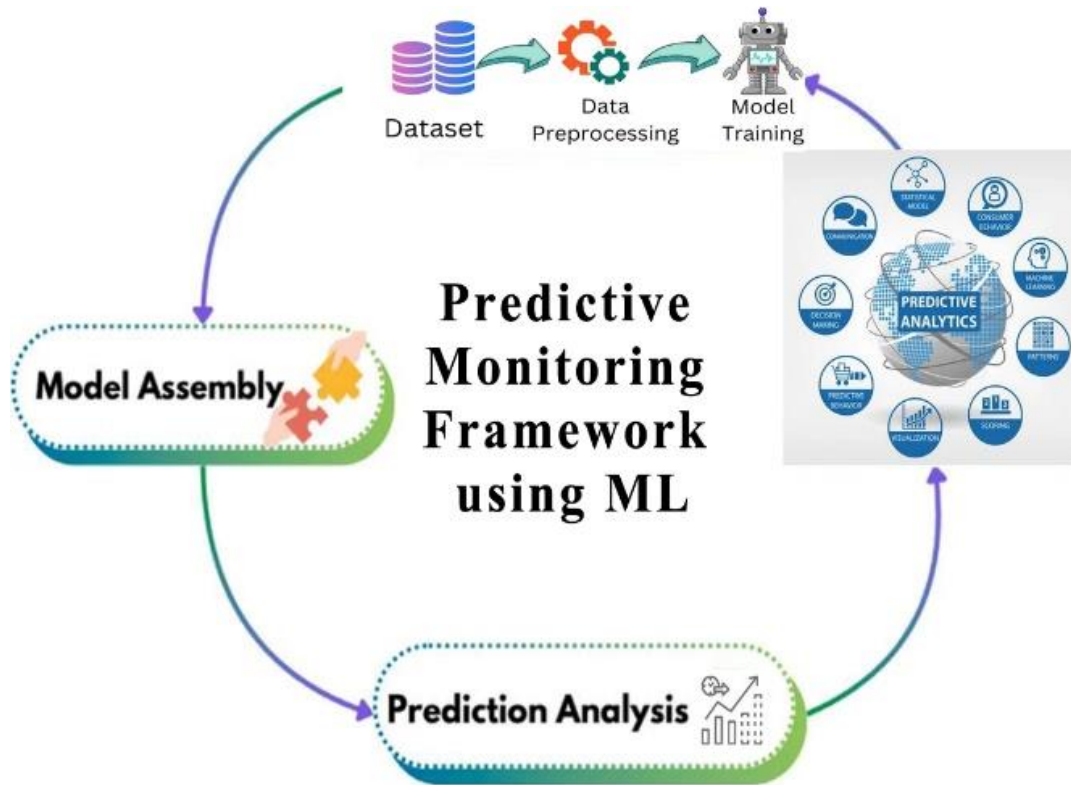 Dataset
Data
Preprocessing
Model
Training
Predictive
Monitoring
Framework
using ML
Model Assembly
Prediction Analysis
PREDICTIVE
ANALYTICS
STATISTICAL
MODEL
CONSUMER
BEHAVIOR
MACHINE
LEARNING
PATTERNS
SCORING
VISUALIZATION
PREDICTIVE
BEHAVIOR
DECISION
MAKING
COMMUNICATION